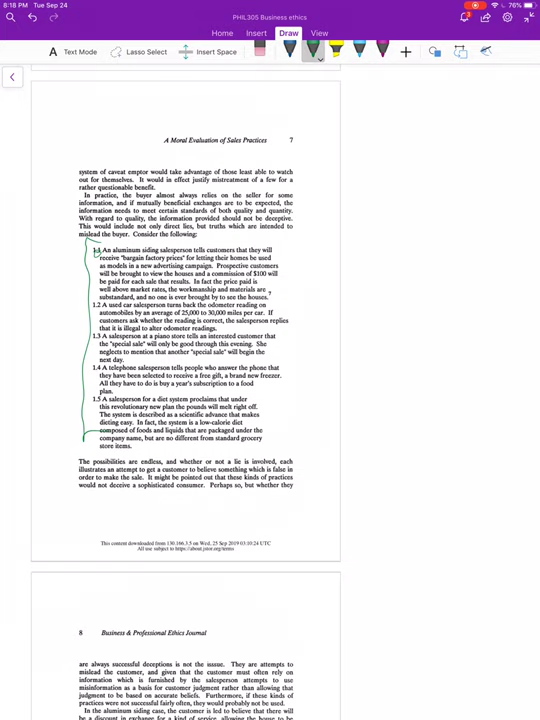 8:18 PM Tue Sep 24
76%
PHIL305 Business ethics
Home Insert Draw View
3
Text Mode Lasso Select Insert Space
A Moral Evaluation of Sales Practices 7
system of caveat emptor would take advantage of those least able to watch
out for themselves. It would in effect justify mistreatment of a few for a
rather questionable benefit.
In practice, the buyer almost always relies on the seller for some
information, and if mutually beneficial exchanges are to be expected, the
information needs to meet certain standards of both quality and quantity.
With regard to quality, the information provided should not be deceptive.
This would include not only direct lies, but truths which are intended to
mislead the buyer. Consider the following:
1.1 An aluminum siding salesperson tells customers that they will
receive "bargain factory prices" for letting their homes be used
as models in a new advertising campaign. Prospective customers
will be brought to view the houses and a commission of $100 will
be paid for each sale that results. In fact the price paid is
well above market rates, the workmanship and materials are
substandard, and no one is ever brought by to see the houses.7
1.2 A used car salesperson turns back the odometer reading on
automobiles by an average of 25,000 to 30,000 miles per car. If
customers ask whether the reading is correct, the salesperson replies
that it is illegal to alter odometer readings.
1.3 A salesperson at a piano store tells an interested customer that
the "special sale" will only be good through this evening. She
neglects to mention that another "special sale" will begin the
next day.
1.4 A telephone salesperson tells people who answer the phone that
they have been selected to receive a free gift, a brand new freezer.
All they have to do is buy a year's subscription to a food
plan.
1.5 A salesperson for a diet system proclaims that under
this revolutionary new plan the pounds will melt right off.
The system is described as a scientific advance that makes
dieting easy. In fact, the system is a low-calorie diet
composed of foods and liquids that are packaged under the
company name, but are no different from standard grocery
store items.
The possibilities are endless, and whether or not a lie is involved, each
illustrates an attempt to get a customer to believe something which is false in
order to make the sale. It might be pointed out that these kinds of practices
would not deceive a sophisticated consumer. Perhaps so, but whether they
This content downloaded from 130.166.3.5 on Wed, 25 Sep 2019 03:10:24 UTC
All use subject to https://about.jstor.org/terms
8 Business & Professional Ethics Journal
are always successful deceptions is not the isssue. They are attempts to
mislead the customer, and given that the customer must often rely on
information which is furnished by the salesperson attempts to use
misinformation as a basis for customer judgment rather than allowing that
judgment to be based on accurate beliefs. Furthermore, if these kinds of
practices were not successful fairly often, they would probably not be used.
In the aluminum siding case, the customer is led to believe that there will
be a discount in exchange for a kind of service, allowing the house to be